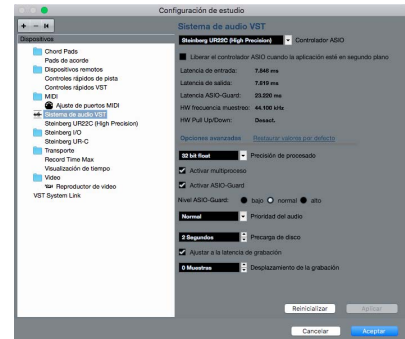 Configuración de estudio
Dispositivos
Chord Pads
Pads de acorde
Dispositivos remotos
Controles rápidos de pista
Controles rápidos VST
MIDI
Ajuste de puertos MIDI
Sistema de audio VST
Steinberg UR22C (High Precision)
Steinberg I/O
Steinberg UR-C
Transporte
Record Time Max
Visualización de tiempo
Video
Reproductor de video
VST System Link
Sistema de audio VST
Steinberg UR22C (High Precision) Controlador ASIO
Liberar el controlador ASIO cuando la aplicación esté en segundo plano
Latencia de entrada: 7.846 ms
Latencia de salida: 7.619 ms
Latencia ASIO-Guard: 23.220 ms
HW frecuencia muestreo: 44.100 kHz
HW Pull Up/Down: Desact.
Opciones avanzadas Restaurar valores por defecto
32 bit float Precisión de procesado
Activar multiproceso
Activar ASIO-Guard
Nivel ASIO-Guard: bajo normal alto
Normal Prioridad del audio
2 Segundos Precarga de disco
Ajustar a la latencia de grabación
0 Muestras Desplazamiento de la grabación
Reinicializar Aplicar
Cancelar Aceptar